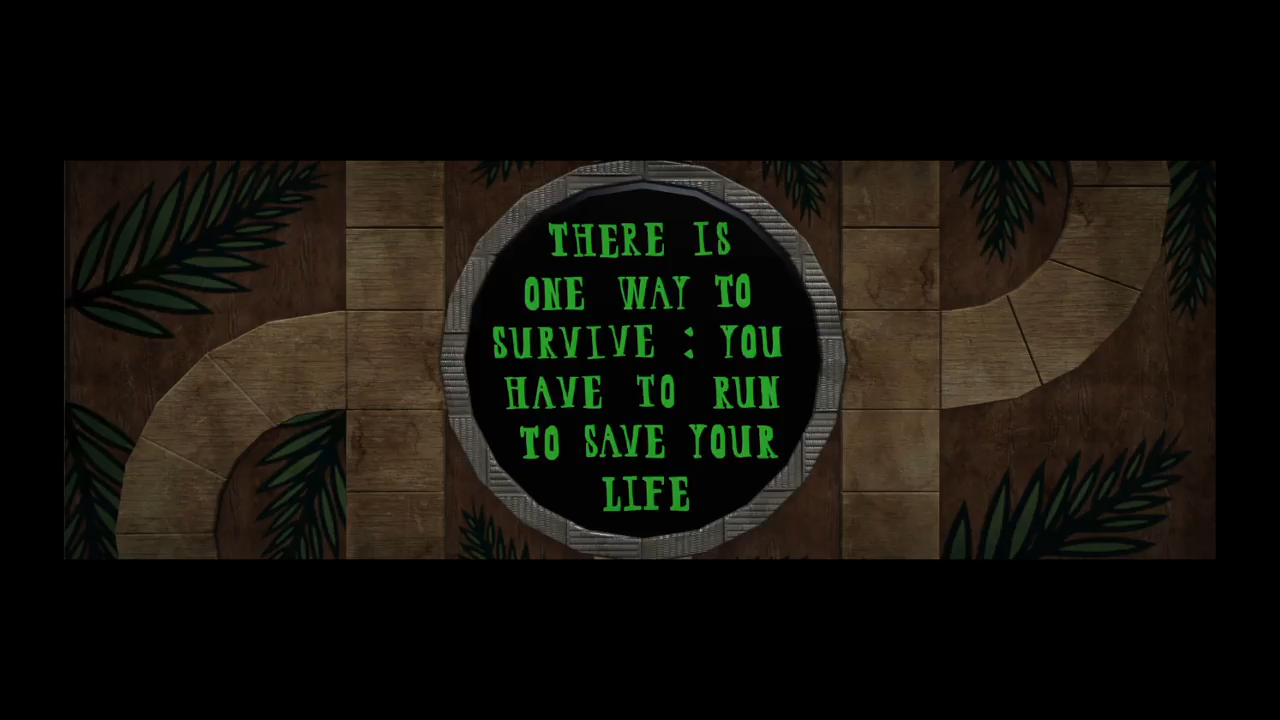 THERE IS
ONE WAY TO
SURVIVE : YOU
HAVE TO RUN
TO SAVE YOUR
LIFE